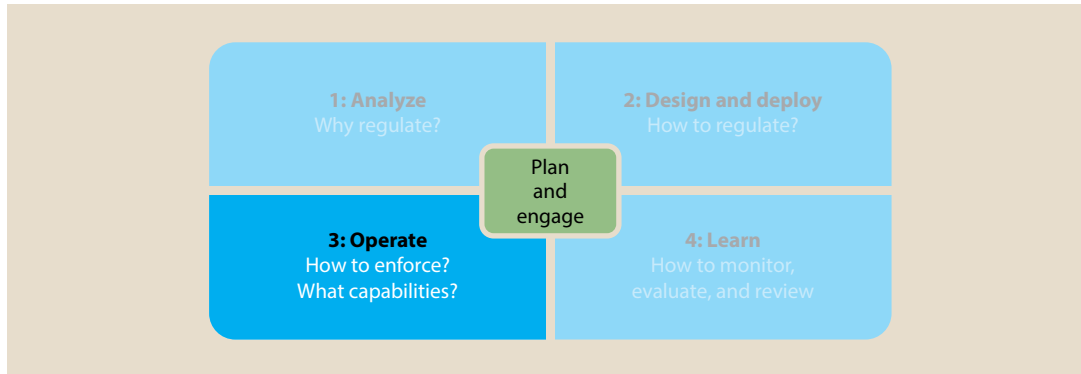 1: Analyze
Why regulate?
2: Design and deploy
How to regulate?
Plan
and
engage
3: Operate
How to enforce?
What capabilities?
4: Learn
How to monitor,
evaluate, and review